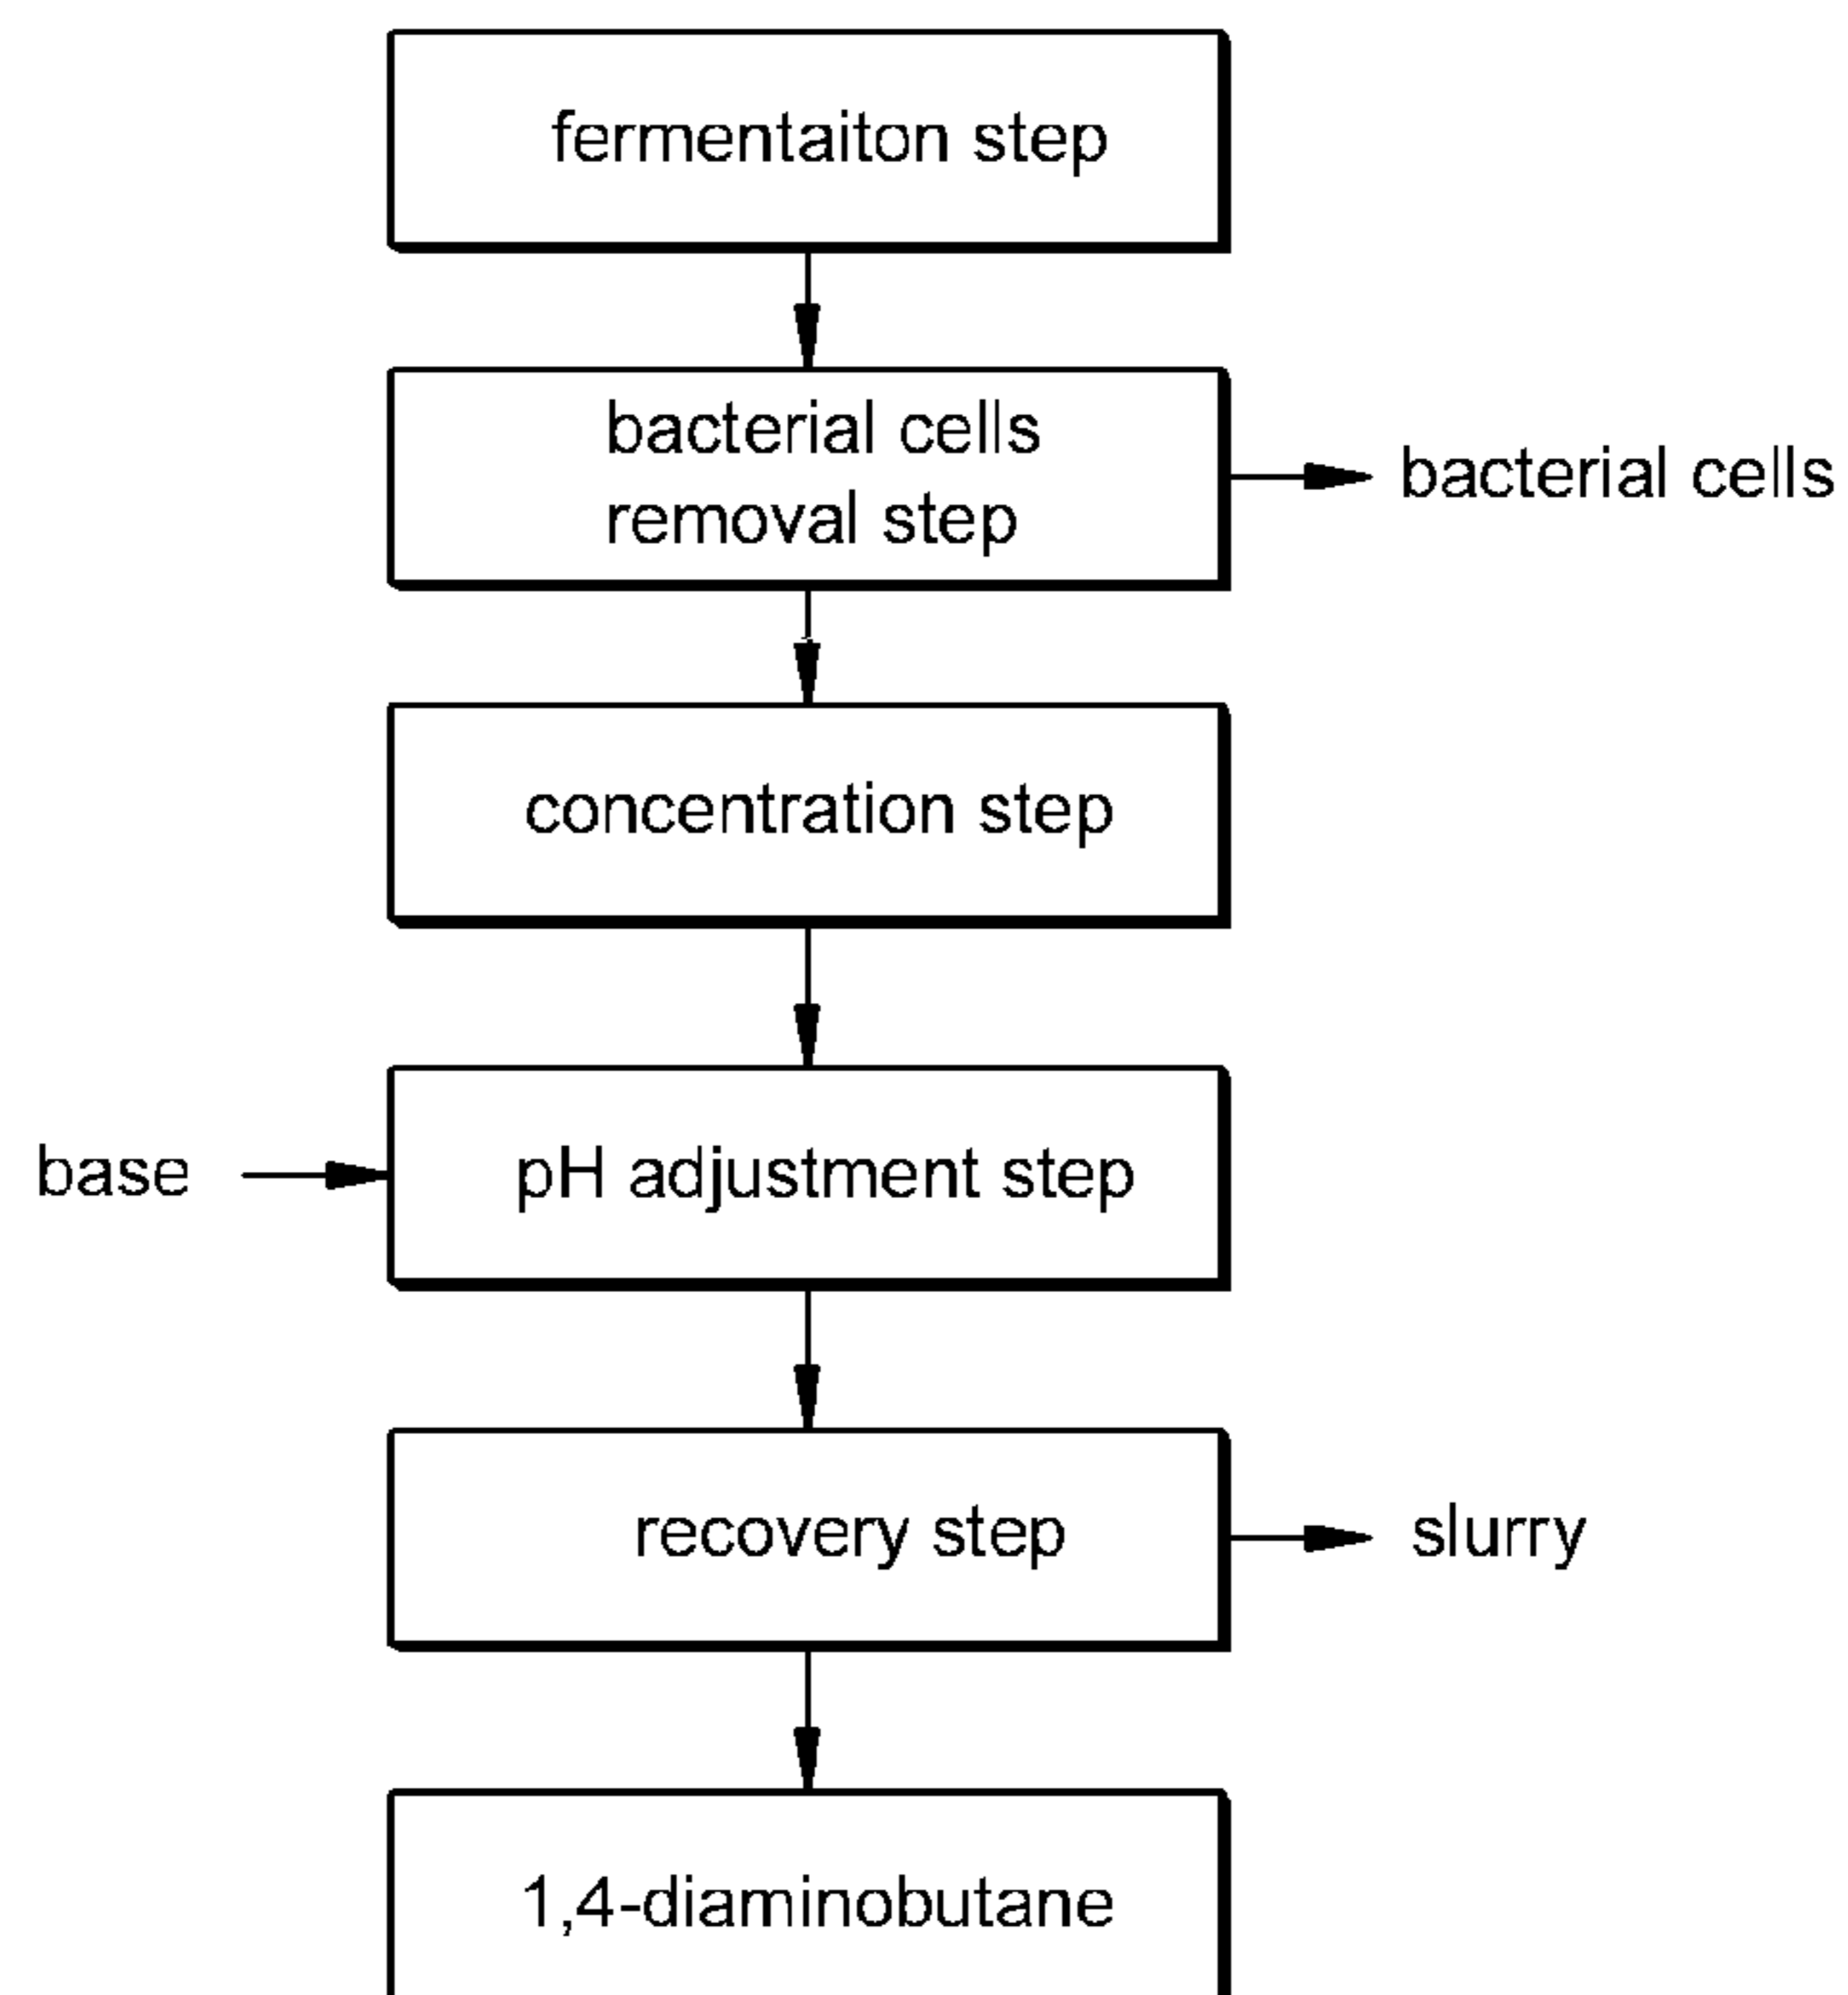 fermentaiton step
bacterial cells
removal step
bacterial cells
concentration step
base
pH adjustment step
recovery step
slurry
1,4-diaminobutane